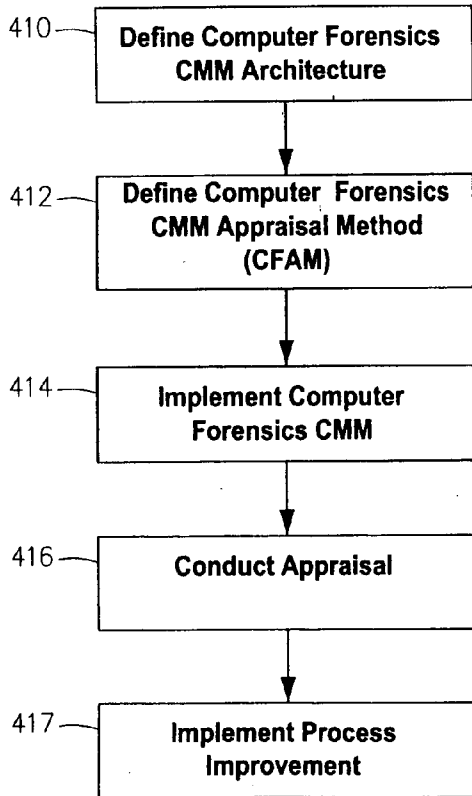 410
Define Computer Forensics
CMM Architecture
412
Define Computer Forensics
CMM Appraisal Method
(CFAM)
414
Implement Computer
Forensics CMM
416
Conduct Appraisal
417
Implement Process
Improvement